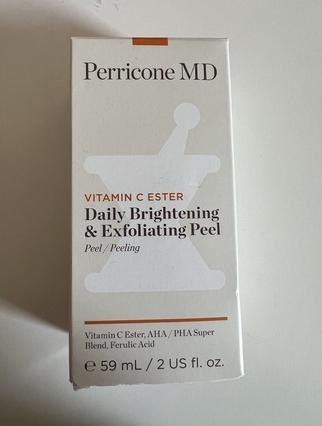 Perricone MD
VITAMIN C ESTER
Daily Brightening
& Exfoliating Peel
Peel / Peeling
Vitamin C Ester, AHA / PHA Super
Blend, Ferulic Acid
℮ 59 mL / 2 US fl. oz.